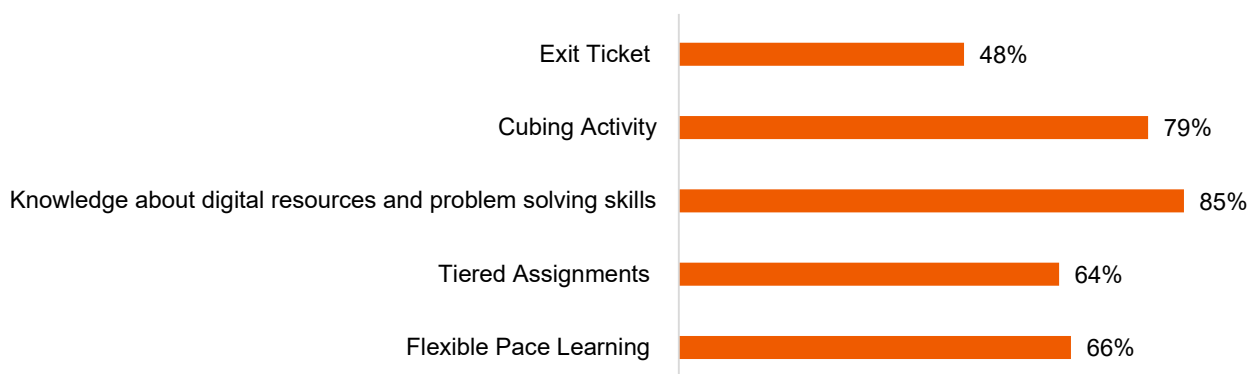 Exit Ticket 48%
Cubing Activity 79%
Knowledge about digital resources and problem solving skills 85%
Tiered Assignments 64%
Flexible Pace Learning 66%